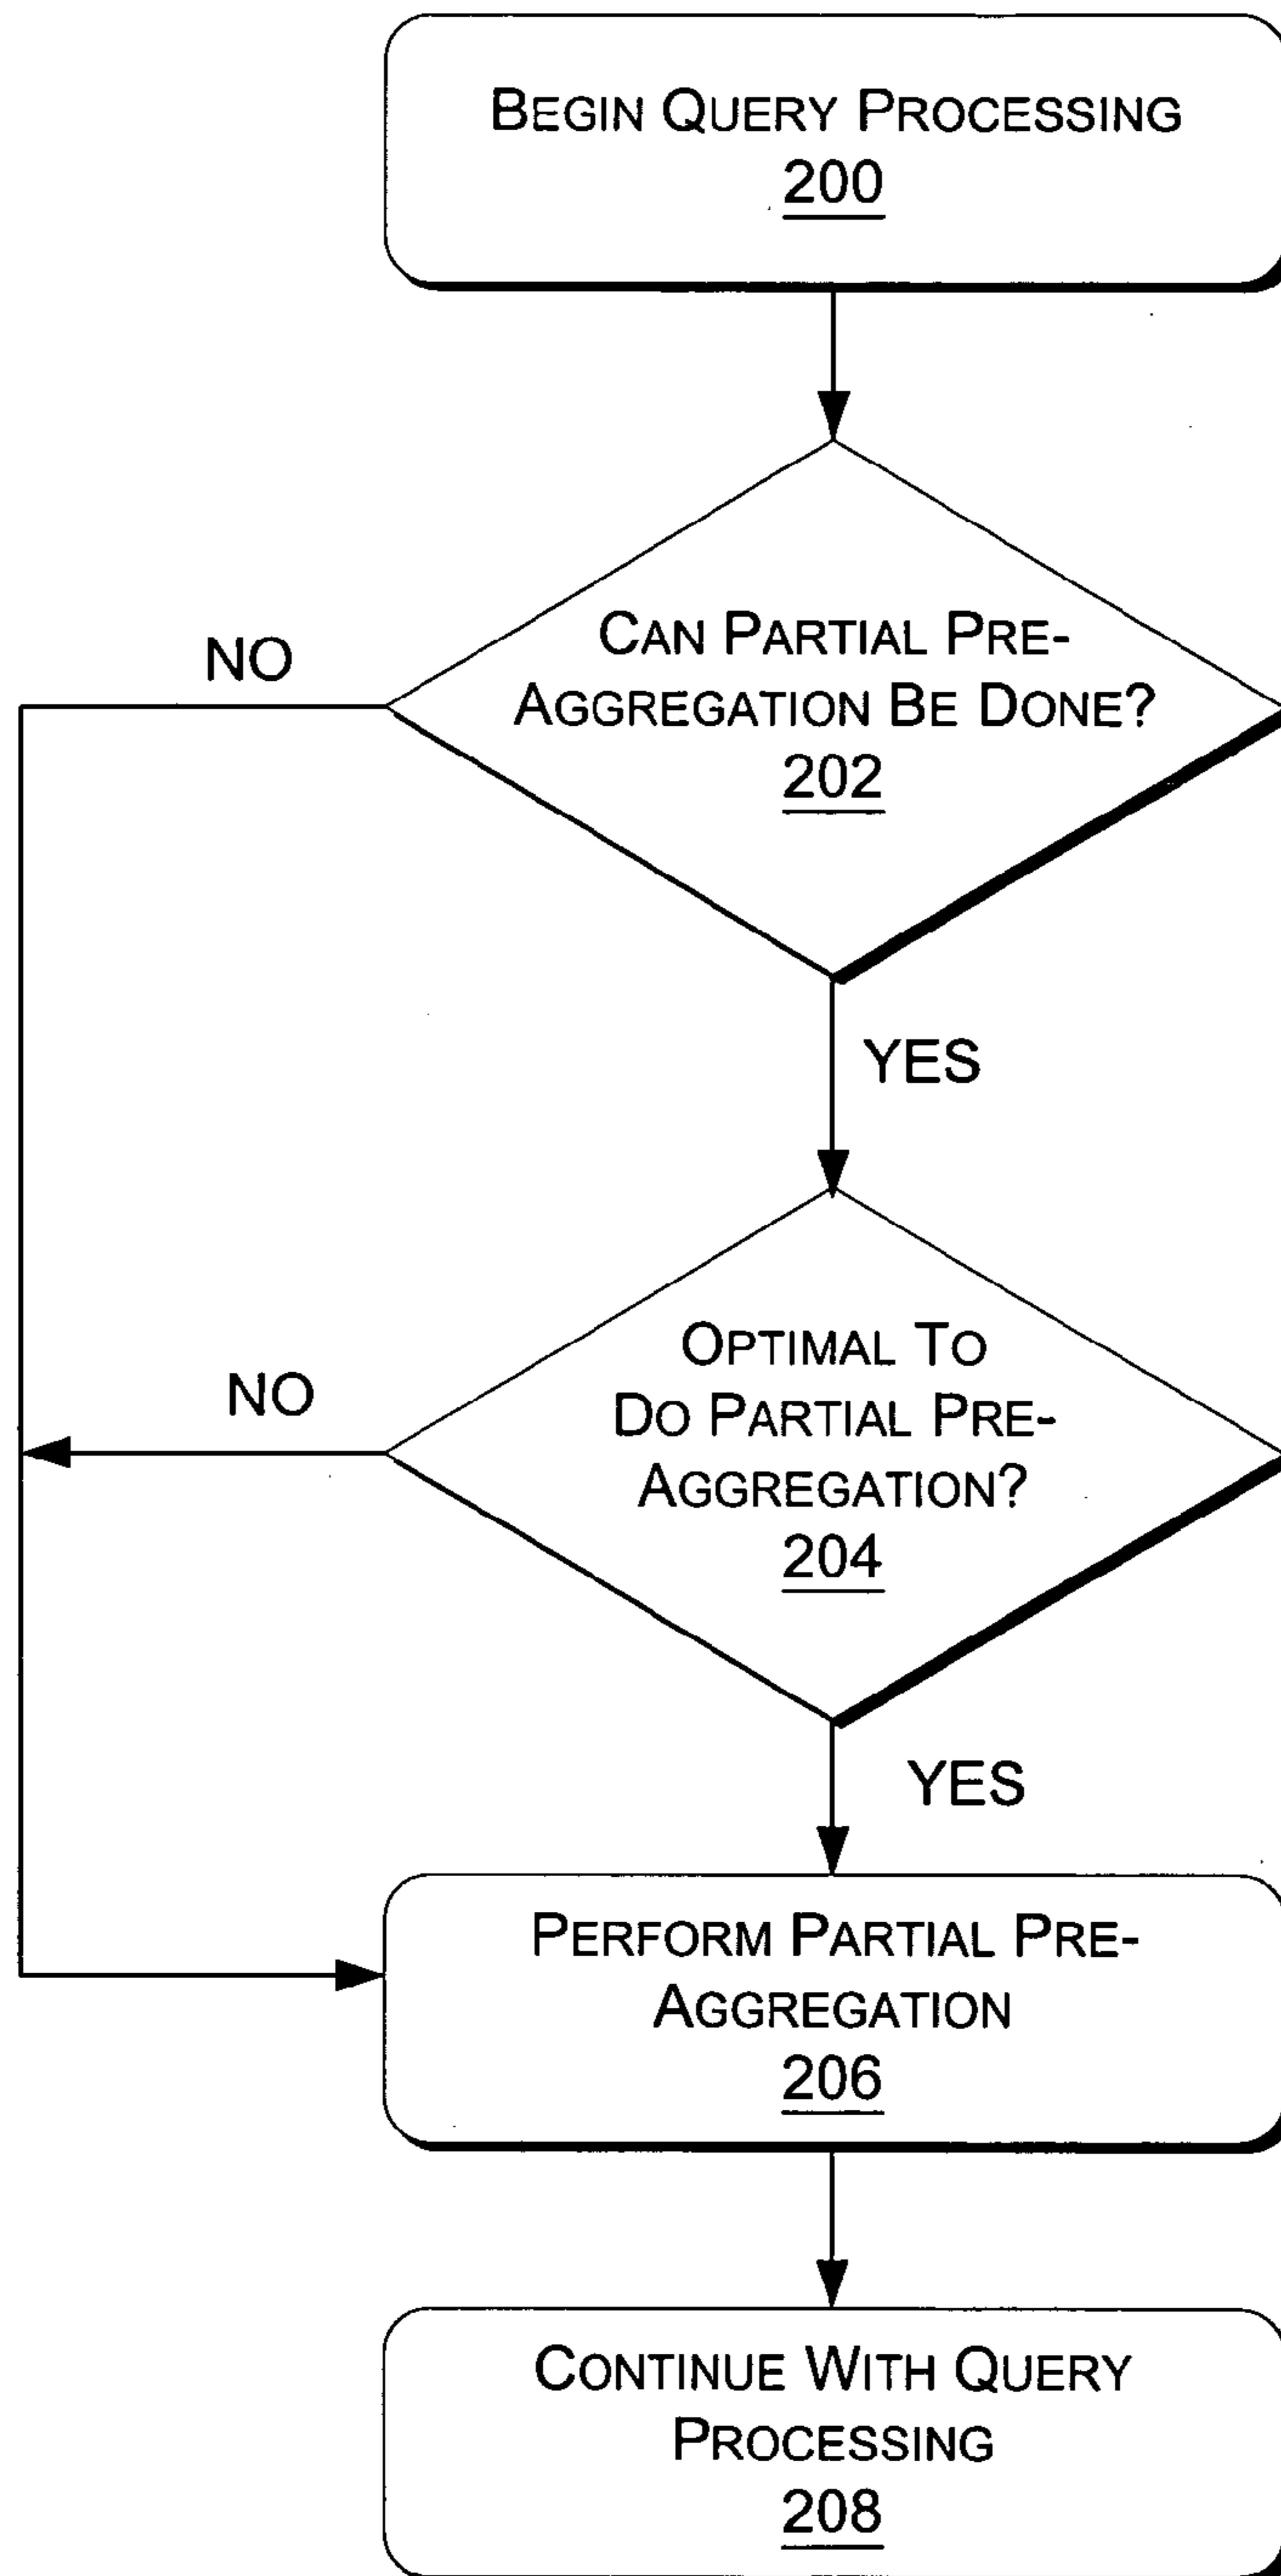 BEGIN QUERY PROCESSING
200
CAN PARTIAL PRE-
AGGREGATION BE DONE?
202
NO
YES
OPTIMAL TO
DO PARTIAL PRE-
AGGREGATION?
204
NO
YES
PERFORM PARTIAL PRE-
AGGREGATION
206
CONTINUE WITH QUERY
PROCESSING
208